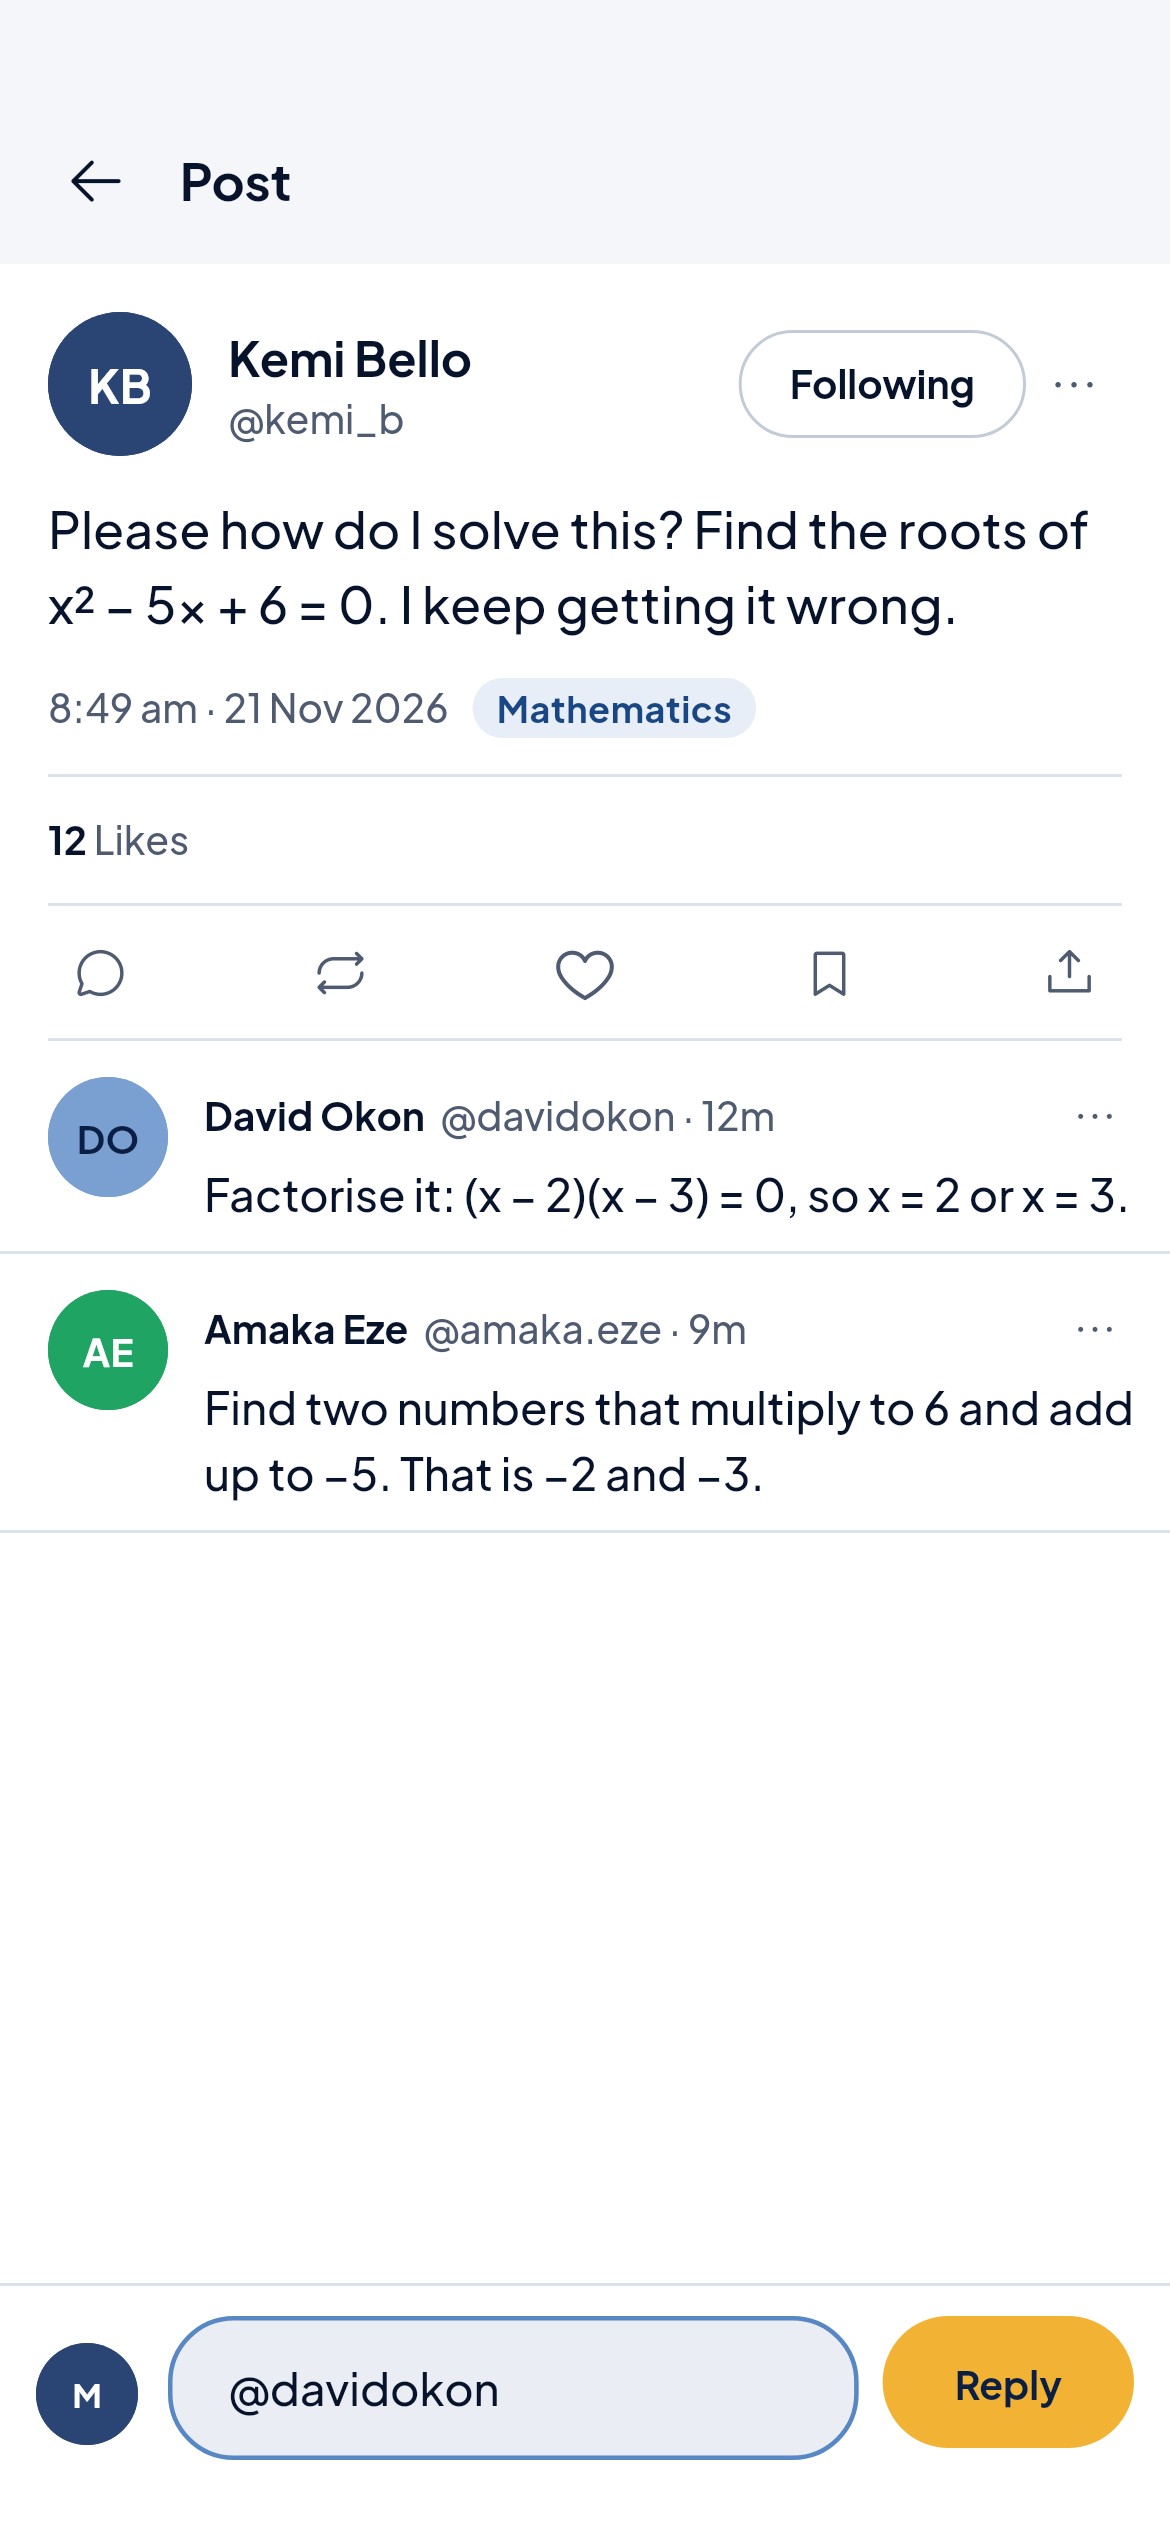 Post
KB
Kemi Bello
@kemi_b
Following
Please how do I solve this? Find the roots of
x² − 5× + 6 = 0. I keep getting it wrong.
8:49 am · 21 Nov 2026
Mathematics
12 Likes
DO
David Okon @davidokon · 12m
Factorise it: (x − 2)(x − 3) = 0, so x = 2 or x = 3.
AE
Amaka Eze @amaka.eze · 9m
Find two numbers that multiply to 6 and add
up to −5. That is −2 and −3.
M
@davidokon
Reply